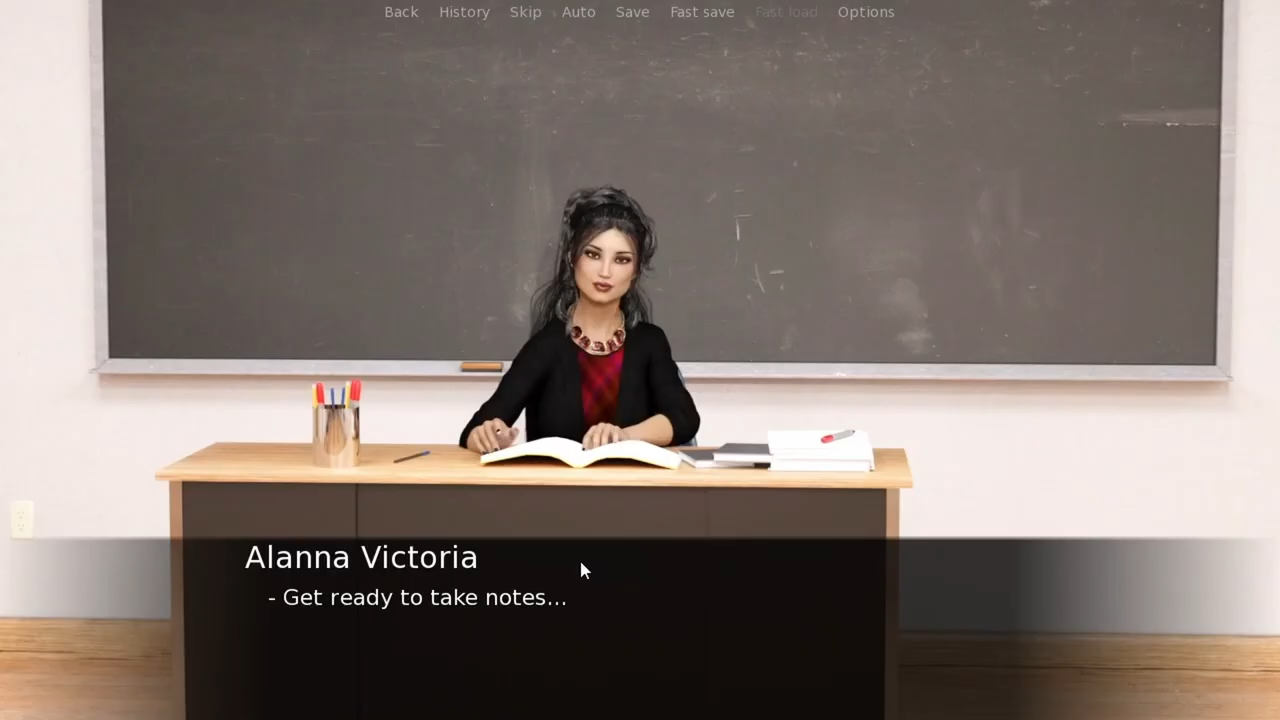 Back History Skip Auto Save Fast save Fast load Options
Alanna Victoria
- Get ready to take notes...